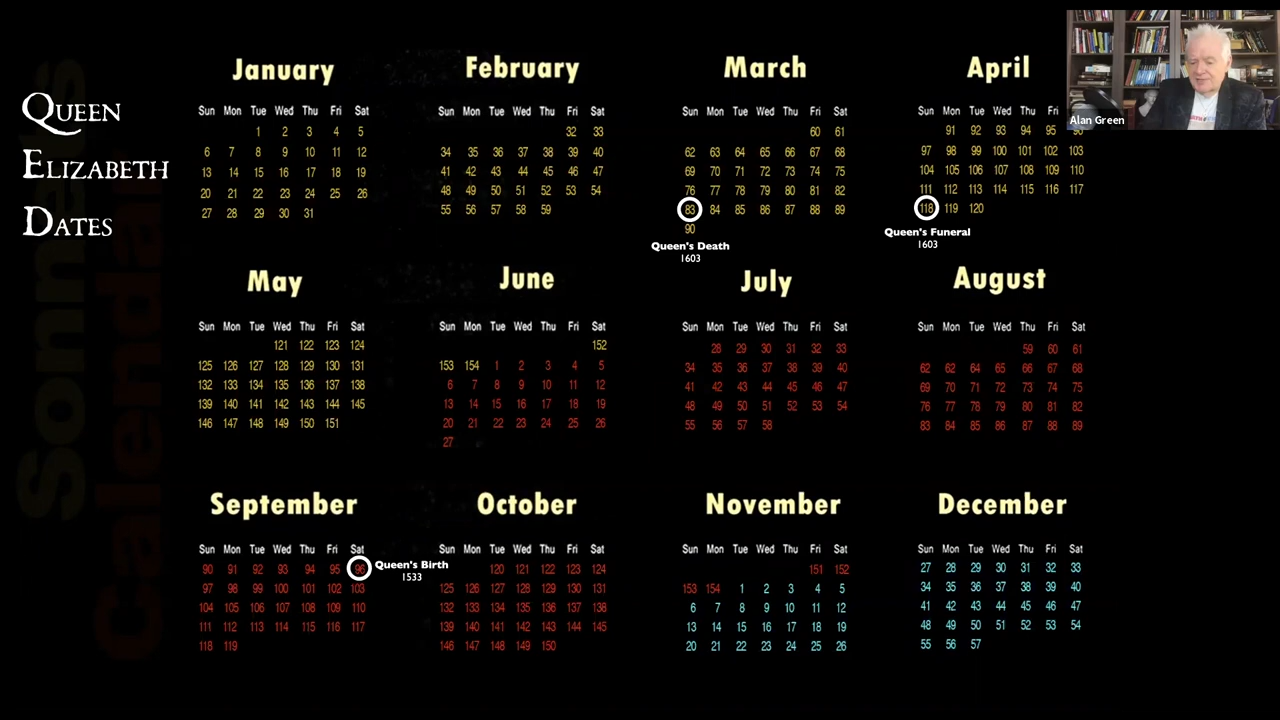 Queen
Elizabeth
Dates
Sonnets
Calendar
January
Sun Mon Tue Wed Thu Fri Sat
1 2 3 4 5
6 7 8 9 10 11 12
13 14 15 16 17 18 19
20 21 22 23 24 25 26
27 28 29 30 31
February
Sun Mon Tue Wed Thu Fri Sat
32 33
34 35 36 37 38 39 40
41 42 43 44 45 46 47
48 49 50 51 52 53 54
55 56 57 58 59
March
Sun Mon Tue Wed Thu Fri Sat
60 61
62 63 64 65 66 67 68
69 70 71 72 73 74 75
76 77 78 79 80 81 82
83 84 85 86 87 88 89
90
Queen's Death
1603
April
Sun Mon Tue Wed Thu Fri
91 92 93 94 95
97 98 99 100 101 102 103
104 105 106 107 108 109 110
111 112 113 114 115 116 117
118 119 120
Queen's Funeral
1603
Alan Green
May
Sun Mon Tue Wed Thu Fri Sat
121 122 123 124
125 126 127 128 129 130 131
132 133 134 135 136 137 138
139 140 141 142 143 144 145
146 147 148 149 150 151
June
Sun Mon Tue Wed Thu Fri Sat
152
153 154 1 2 3 4 5
6 7 8 9 10 11 12
13 14 15 16 17 18 19
20 21 22 23 24 25 26
27
July
Sun Mon Tue Wed Thu Fri Sat
28 29 30 31 32 33
34 35 36 37 38 39 40
41 42 43 44 45 46 47
48 49 50 51 52 53 54
55 56 57 58
August
Sun Mon Tue Wed Thu Fri Sat
59 60 61
62 62 64 65 66 67 68
69 70 71 72 73 74 75
76 77 78 79 80 81 82
83 84 85 86 87 88 89
September
Sun Mon Tue Wed Thu Fri Sat
90 91 92 93 94 95 96
97 98 99 100 101 102 103
104 105 106 107 108 109 110
111 112 113 114 115 116 117
118 119
Queen's Birth
1533
October
Sun Mon Tue Wed Thu Fri Sat
120 121 122 123 124
125 126 127 128 129 130 131
132 133 134 135 136 137 138
139 140 141 142 143 144 145
146 147 148 149 150
November
Sun Mon Tue Wed Thu Fri Sat
151 152
153 154 1 2 3 4 5
6 7 8 9 10 11 12
13 14 15 16 17 18 19
20 21 22 23 24 25 26
December
Sun Mon Tue Wed Thu Fri Sat
27 28 29 30 31 32 33
34 35 36 37 38 39 40
41 42 43 44 45 46 47
48 49 50 51 52 53 54
55 56 57